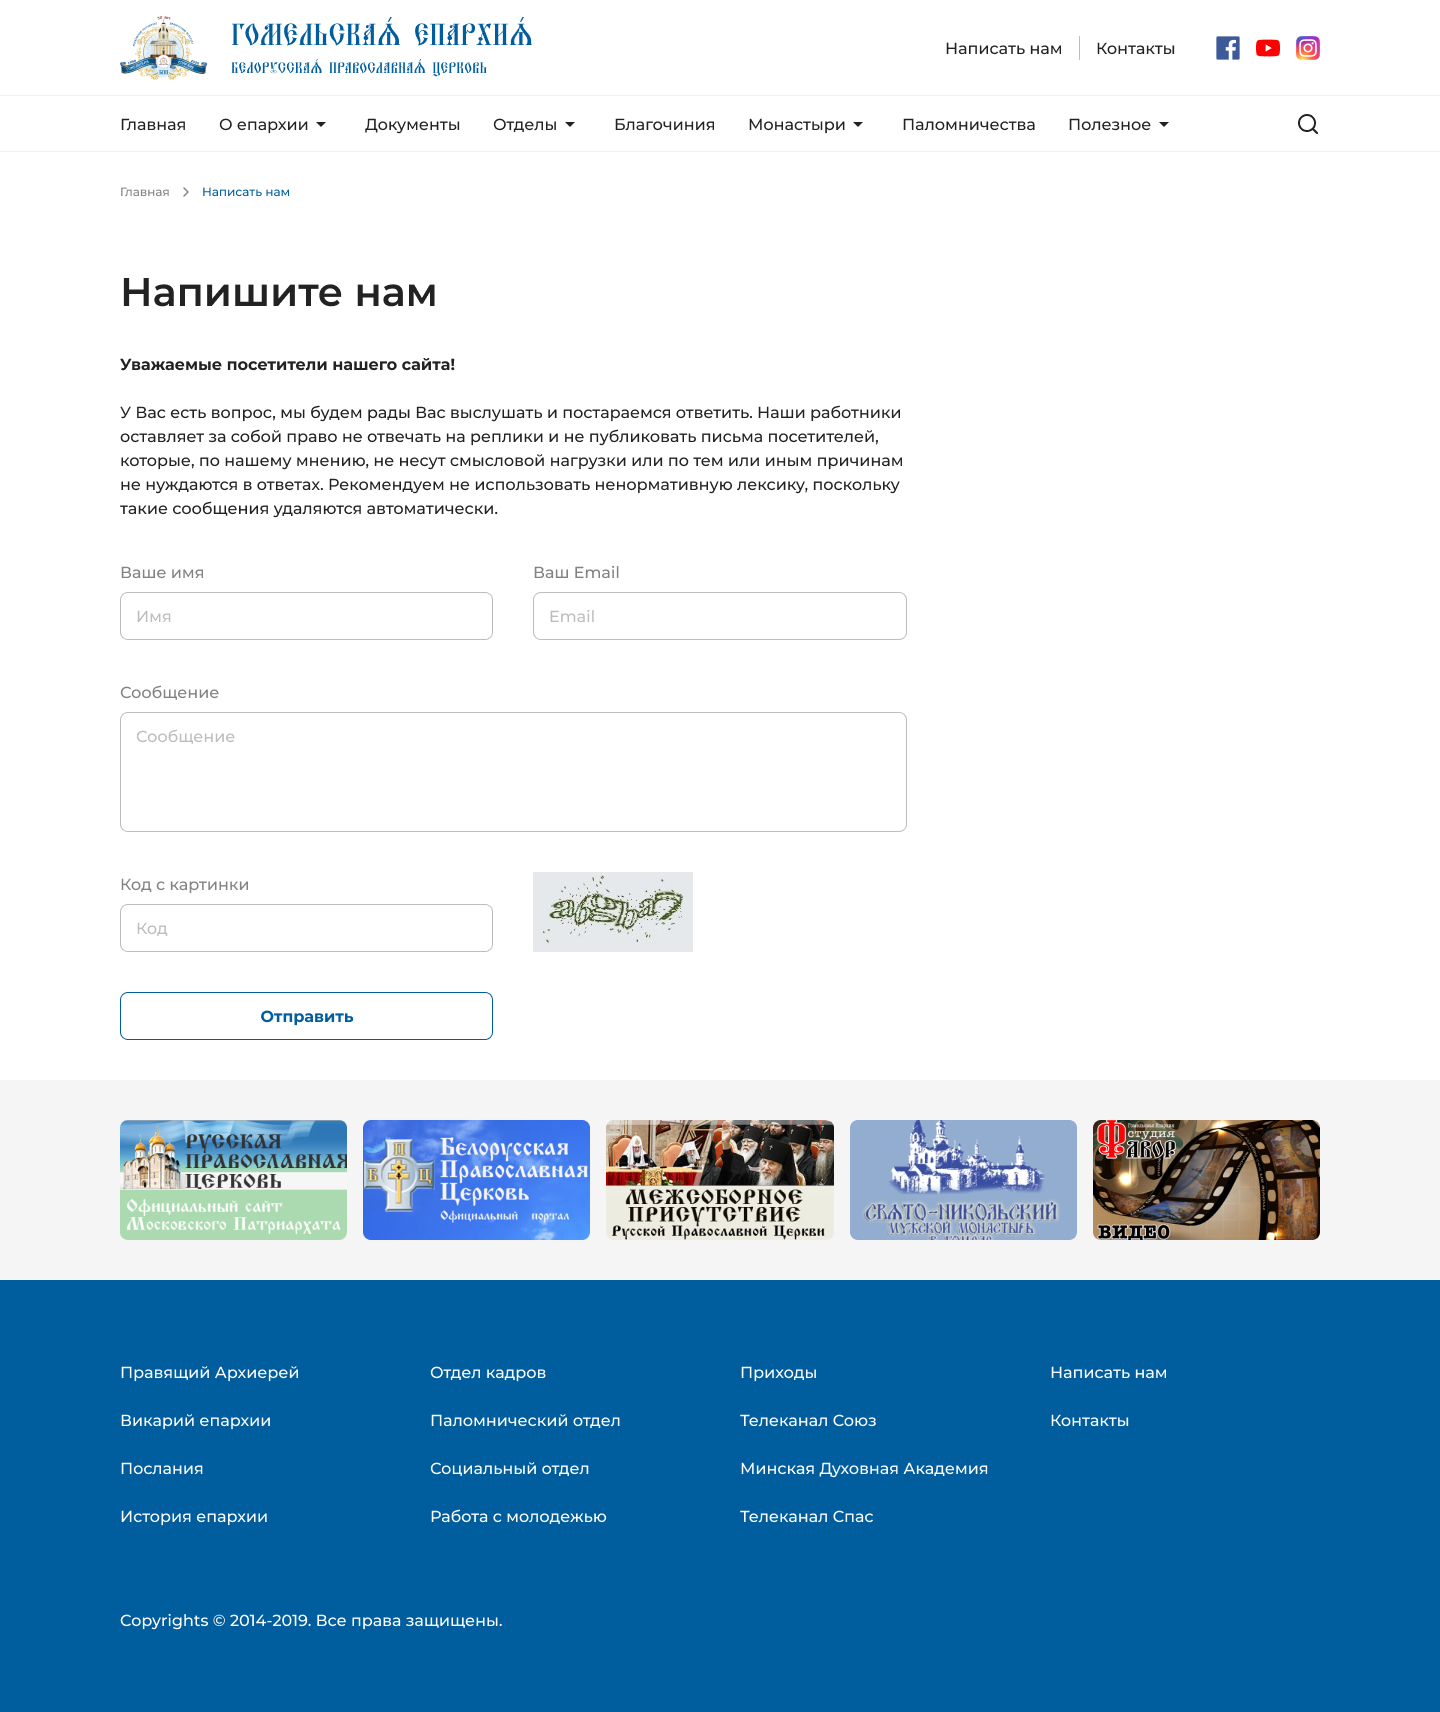 ГОМЕЛЬСКАЯ ЕПАРХИЯ
БЕЛОРУССКАЯ ПРАВОСЛАВНАЯ ЦЕРКОВЬ
Написать нам
Контакты
Главная
О епархии
Документы
Отделы
Благочиния
Монастыри
Паломничества
Полезное
Главная
Написать нам
Напишите нам
Уважаемые посетители нашего сайта!
У Вас есть вопрос, мы будем рады Вас выслушать и постараемся ответить. Наши работники
оставляет за собой право не отвечать на реплики и не публиковать письма посетителей,
которые, по нашему мнению, не несут смысловой нагрузки или по тем или иным причинам
не нуждаются в ответах. Рекомендуем не использовать ненормативную лексику, поскольку
такие сообщения удаляются автоматически.
Ваше имя
Ваш Email
Имя
Email
Сообщение
Сообщение
Код с картинки
Код
Отправить
РУССКАЯ
ПРАВОСЛАВНАЯ
ЦЕРКОВЬ
Официальный сайт
Московского Патриархата
Белорусская
Православная
Церковь
Официальный портал
МЕЖСОБОРНОЕ
ПРИСУТСТВИЕ
Русской Православной Церкви
СВЯТО-НИКОЛЬСКИЙ
МУЖСКОЙ МОНАСТЫРЬ
В ГОМЕЛЕ
Гомельская Епархия
СТУДИЯ
ФАВОР
ВИДЕО
Правящий Архиерей
Отдел кадров
Приходы
Написать нам
Викарий епархии
Паломнический отдел
Телеканал Союз
Контакты
Послания
Социальный отдел
Минская Духовная Академия
История епархии
Работа с молодежью
Телеканал Спас
Copyrights © 2014-2019. Все права защищены.